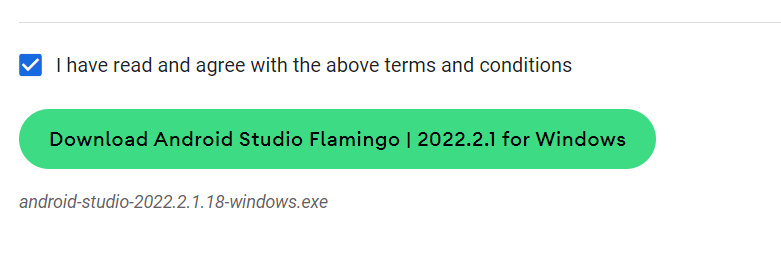 I have read and agree with the above terms and conditions
Download Android Studio Flamingo | 2022.2.1 for Windows
android-studio-2022.2.1.18-windows.exe